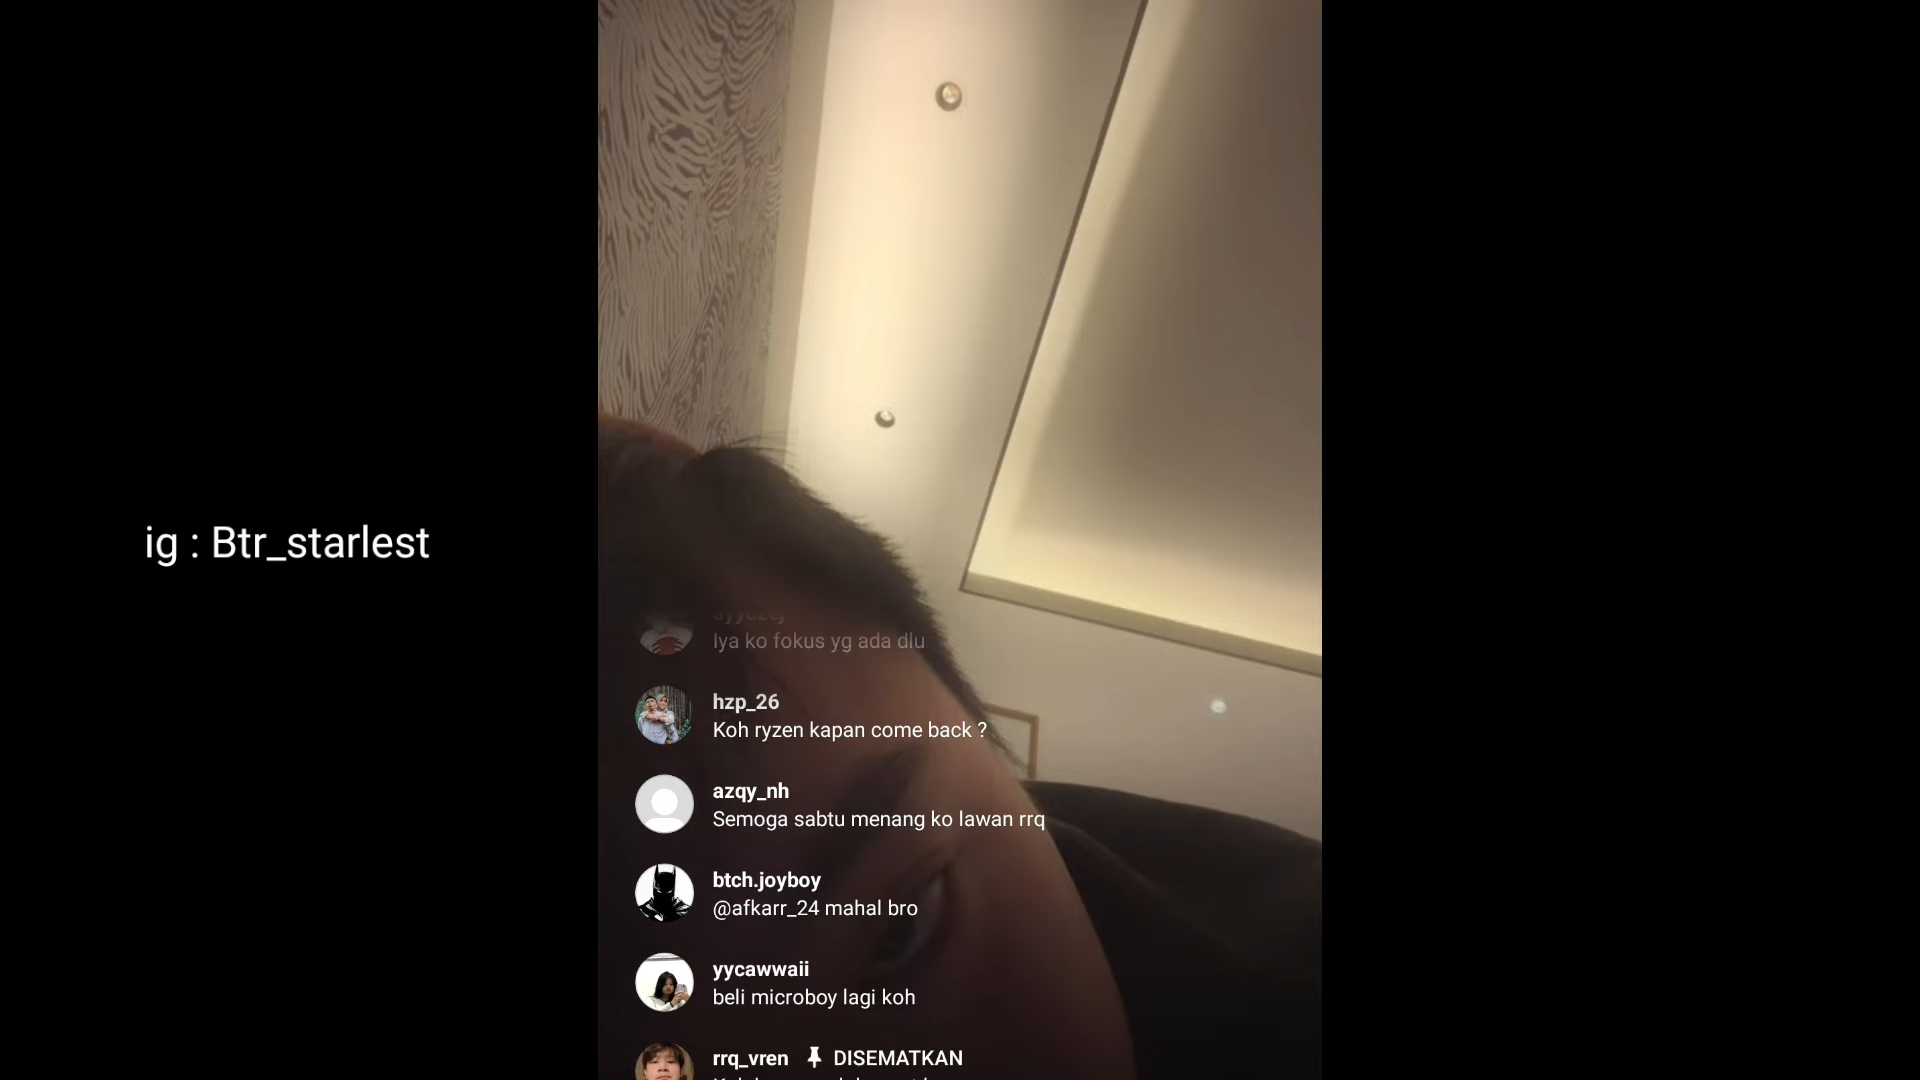 ig : Btr_starlest
Iya ko fokus yg ada dlu
hzp_26
Koh ryzen kapan come back ?
azqy_nh
Semoga sabtu menang ko lawan rrq
btch.joyboy
@afkarr_24 mahal bro
yycawwaii
beli microboy lagi koh
rrq_vren DISEMATKAN